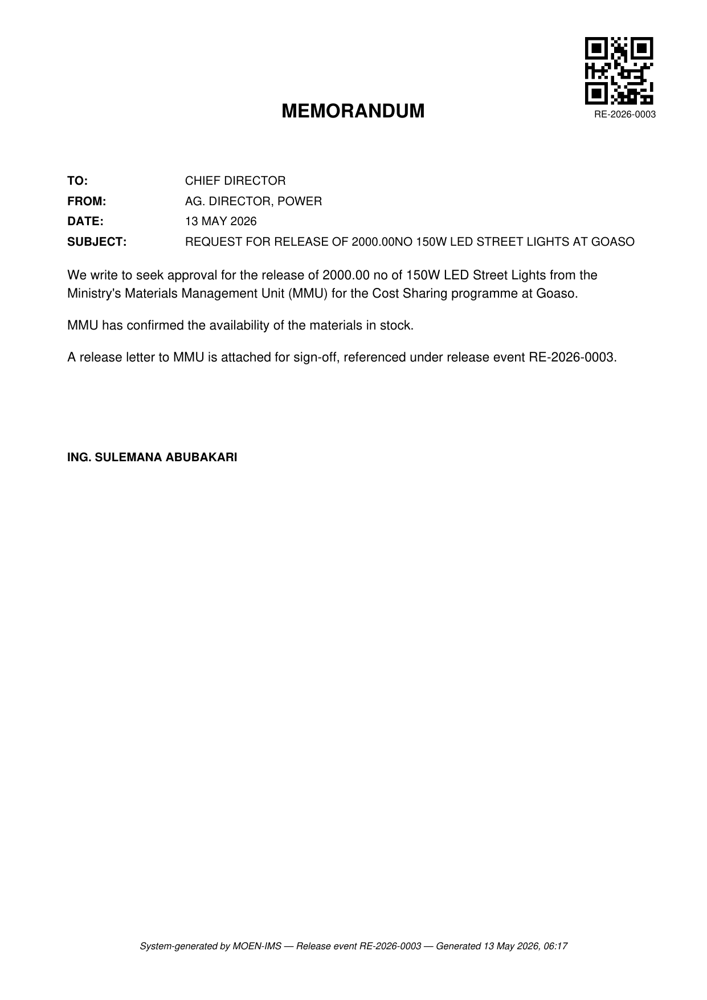 RE-2026-0003
MEMORANDUM
TO: CHIEF DIRECTOR
FROM: AG. DIRECTOR, POWER
DATE: 13 MAY 2026
SUBJECT: REQUEST FOR RELEASE OF 2000.00NO 150W LED STREET LIGHTS AT GOASO
We write to seek approval for the release of 2000.00 no of 150W LED Street Lights from the
Ministry's Materials Management Unit (MMU) for the Cost Sharing programme at Goaso.
MMU has confirmed the availability of the materials in stock.
A release letter to MMU is attached for sign-off, referenced under release event RE-2026-0003.
ING. SULEMANA ABUBAKARI
System-generated by MOEN-IMS — Release event RE-2026-0003 — Generated 13 May 2026, 06:17